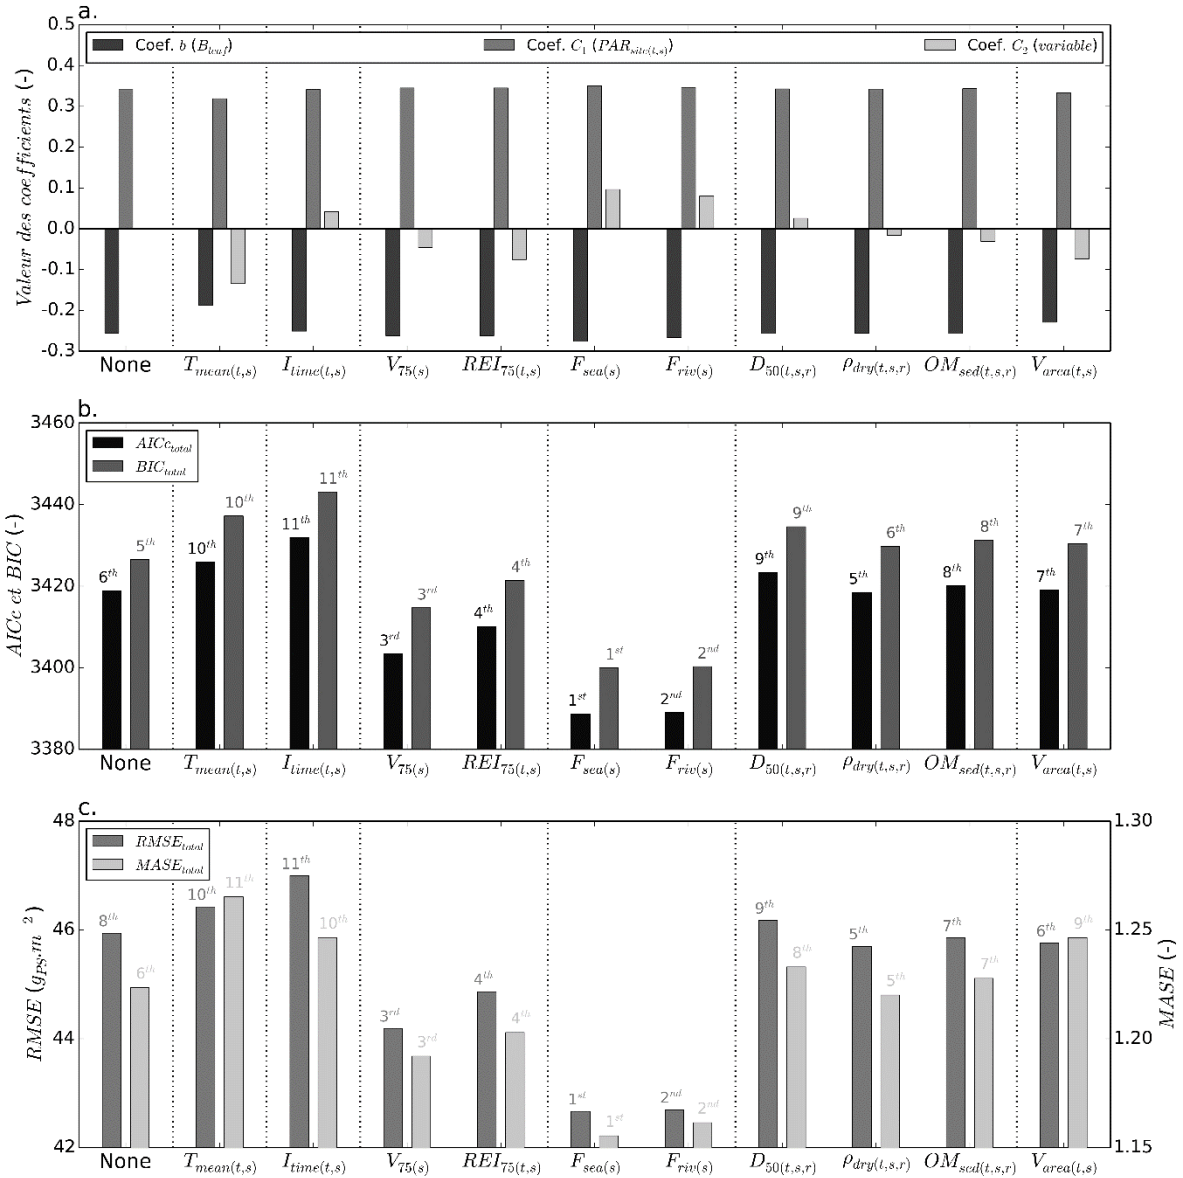 a.
0.5
Coef. b (B_leaf) Coef. C_1 (PAR_site(t,s)) Coef. C_2 (variable)
0.4
0.3
0.2
0.1
0.0
-0.1
-0.2
-0.3
Valeur des coefficients (-)
None T_mean(t,s) I_time(t,s) V_75(s) REI_75(t,s) F_sea(s) F_riv(s) D_50(t,s,r) ρ_dry(t,s,r) OM_sed(t,s,r) V_area(t,s)
b.
3460
AICc_total
BIC_total
3440
3420
3400
3380
AICc et BIC (-)
6th 5th 10th 10th 11th 11th 3rd 3rd 4th 4th 1st 1st 2nd 2nd 9th 9th 5th 6th 8th 8th 7th 7th
None T_mean(t,s) I_time(t,s) V_75(s) REI_75(t,s) F_sea(s) F_riv(s) D_50(t,s,r) ρ_dry(t,s,r) OM_sed(t,s,r) V_area(t,s)
c.
48 1.30
RMSE_total
MASE_total
46 1.25
44 1.20
42 1.15
RMSE (g_PS.m 2)
MASE (-)
8th 6th 10th 11th 11th 10th 3rd 3rd 4th 4th 1st 1st 2nd 2nd 9th 8th 5th 5th 7th 7th 6th 9th
None T_mean(t,s) I_time(t,s) V_75(s) REI_75(t,s) F_sea(s) F_riv(s) D_50(t,s,r) ρ_dry(t,s,r) OM_sed(t,s,r) V_area(t,s)